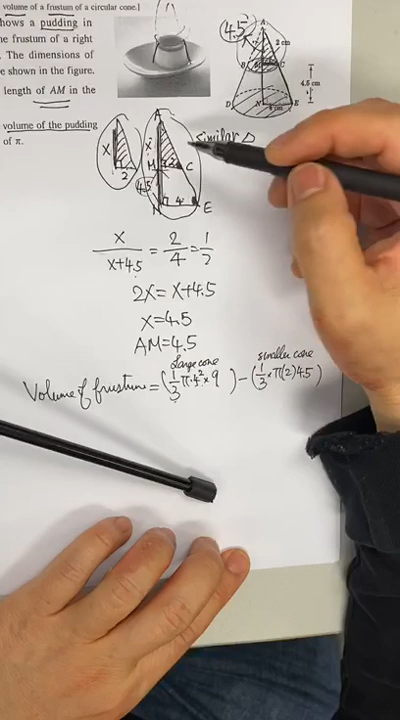 volume of a frustum of a circular cone.]
hows a pudding in
he frustum of a right
. The dimensions of
e shown in the figure.
length of AM in the
volume of the pudding
of π.
4.5
A
2 cm
C
4.5 cm
D
N
E
4 cm
A
x
2
x
M
2
C
4.5
4
E
similar Δ
x / x+4.5 = 2/4 = 1/2
2x = x+4.5
x = 4.5
AM = 4.5
Large cone
smaller cone
Volume of frustum = (1/3 π·4² × 9) − (1/3 × π(2) 4.5)